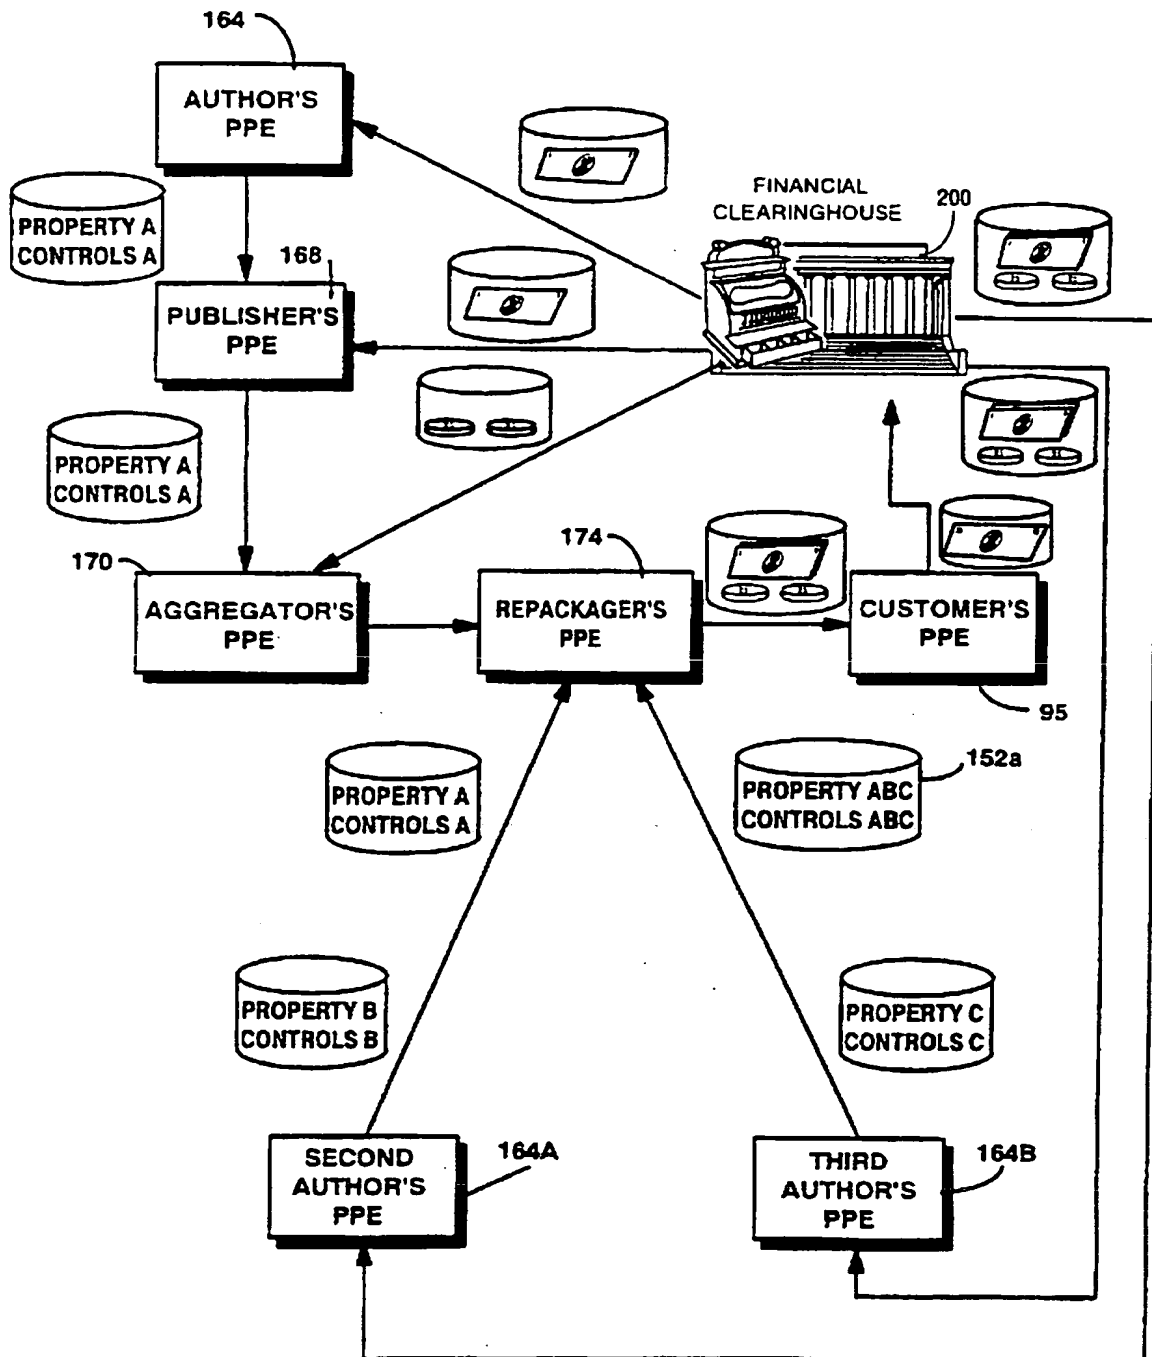 164
AUTHOR'S
PPE
PROPERTY A
CONTROLS A
FINANCIAL
CLEARINGHOUSE
200
168
PUBLISHER'S
PPE
PROPERTY A
CONTROLS A
170
AGGREGATOR'S
PPE
174
REPACKAGER'S
PPE
CUSTOMER'S
PPE
95
PROPERTY A
CONTROLS A
PROPERTY ABC
CONTROLS ABC
152a
PROPERTY B
CONTROLS B
PROPERTY C
CONTROLS C
SECOND
AUTHOR'S
PPE
164A
THIRD
AUTHOR'S
PPE
164B